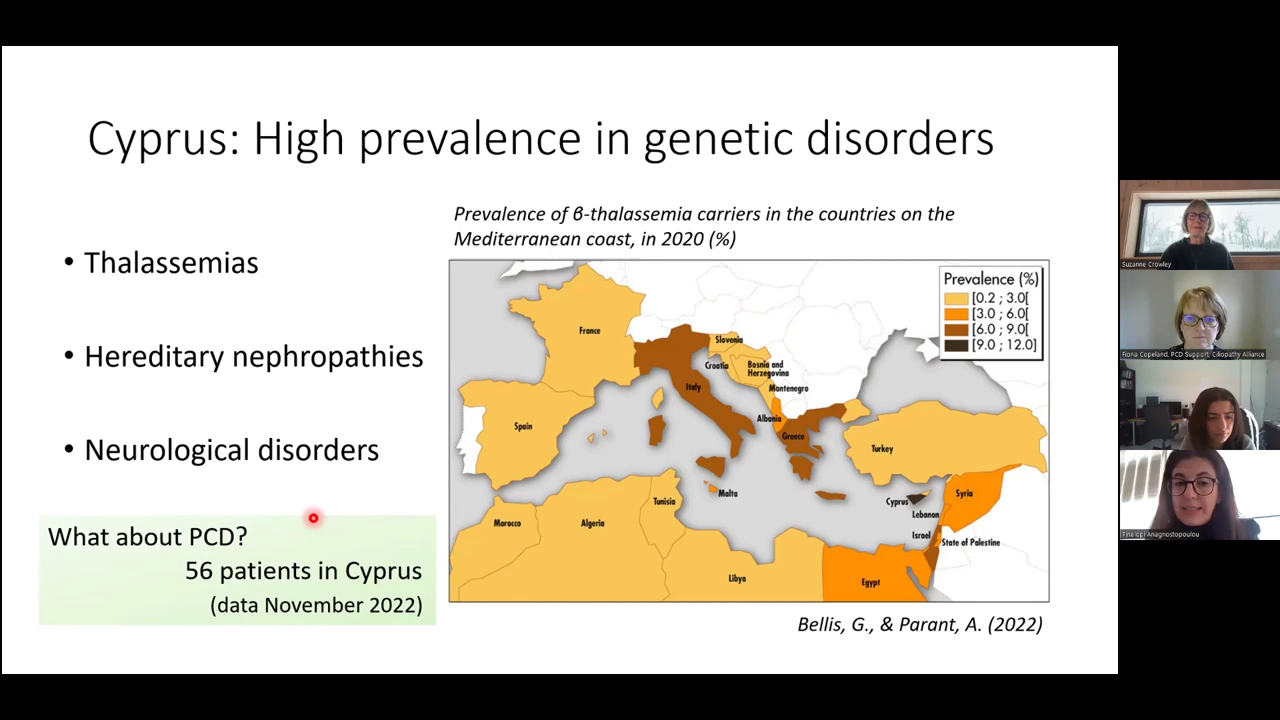 Cyprus: High prevalence in genetic disorders
• Thalassemias
• Hereditary nephropathies
• Neurological disorders
What about PCD?
56 patients in Cyprus
(data November 2022)
Prevalence of β-thalassemia carriers in the countries on the
Mediterranean coast, in 2020 (%)
Prevalence (%)
[0.2 ; 3.0[
[3.0 ; 6.0[
[6.0 ; 9.0[
[9.0 ; 12.0]
France
Slovenia
Croatia
Bosnia and
Herzegovina
Montenegro
Italy
Albania
Spain
Greece
Turkey
Malta
Tunisia
Cyprus
Syria
Lebanon
Morocco
Algeria
Israel
State of Palestine
Libya
Egypt
Bellis, G., & Parant, A. (2022)
Suzanne Crowley
Fiona Copeland, PCD Support, Ciliopathy Alliance
Pinelopi Anagnostopoulou